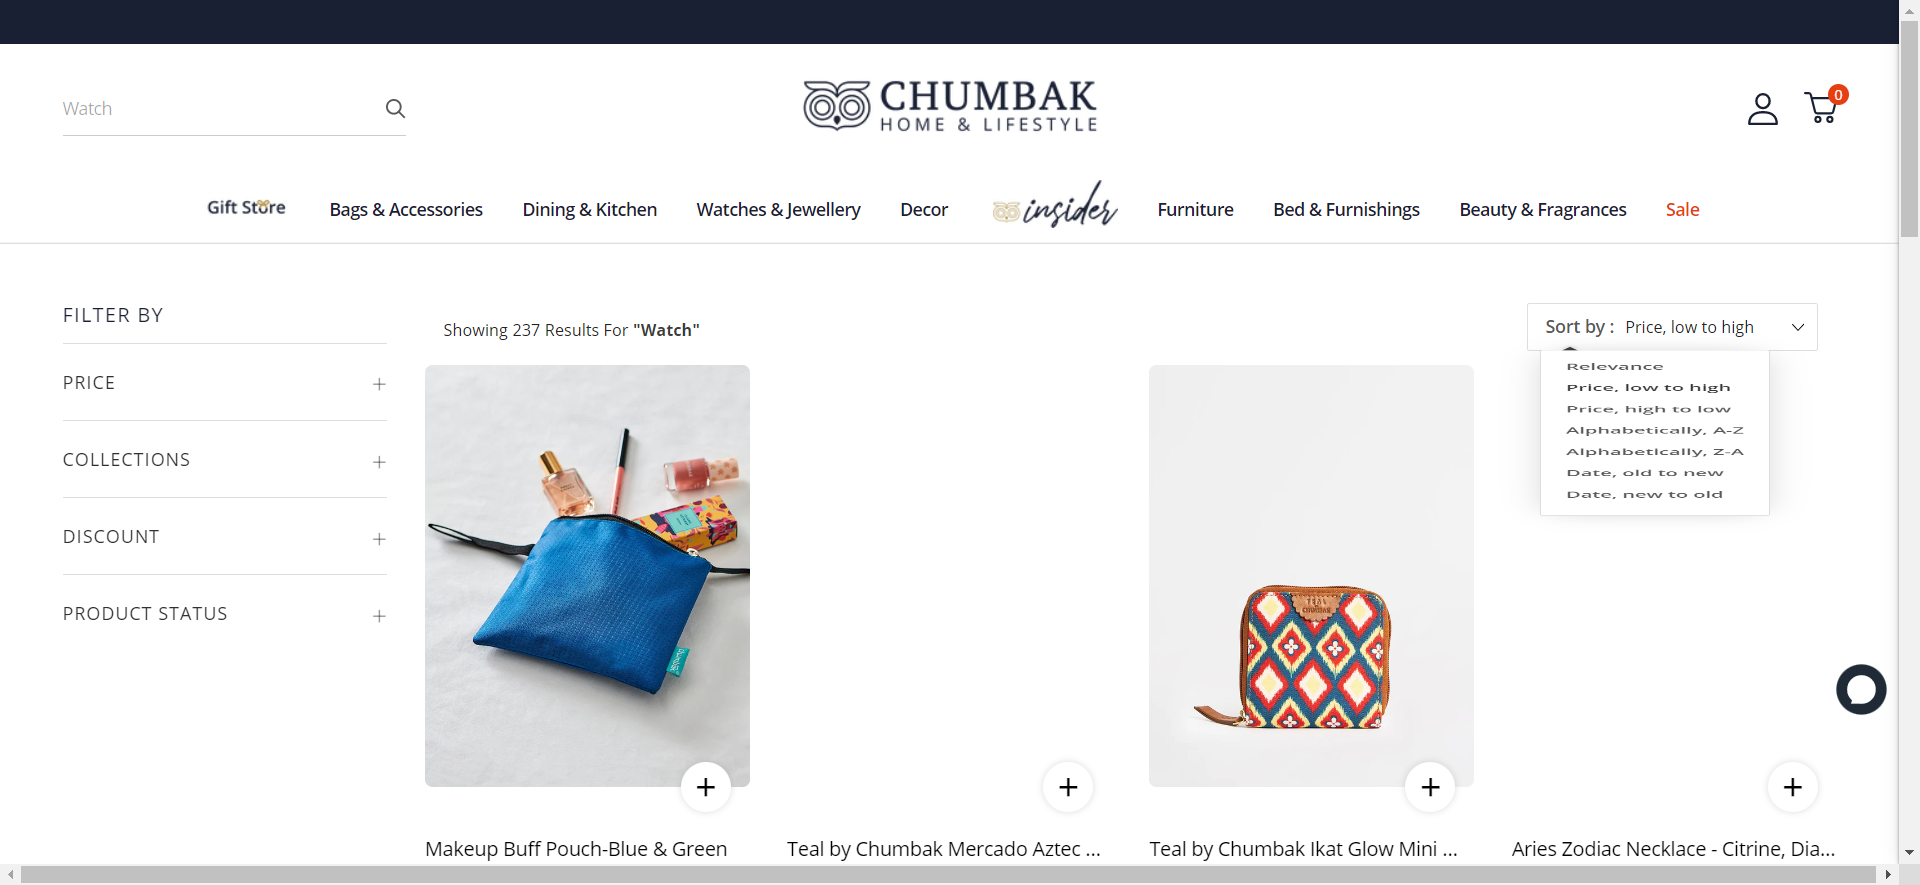 Watch
CHUMBAK
HOME & LIFESTYLE
0
Gift Store
Bags & Accessories
Dining & Kitchen
Watches & Jewellery
Decor
insider
Furniture
Bed & Furnishings
Beauty & Fragrances
Sale
FILTER BY
PRICE
COLLECTIONS
DISCOUNT
PRODUCT STATUS
Showing 237 Results For "Watch"
Sort by : Price, low to high
Relevance
Price, low to high
Price, high to low
Alphabetically, A-Z
Alphabetically, Z-A
Date, old to new
Date, new to old
TEAL
CHUMBAK
Makeup Buff Pouch-Blue & Green
Teal by Chumbak Mercado Aztec ...
Teal by Chumbak Ikat Glow Mini ...
Aries Zodiac Necklace - Citrine, Dia...